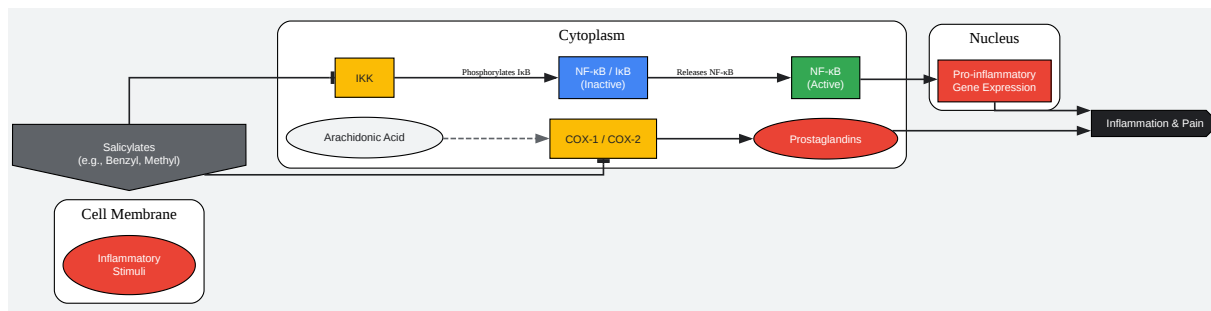 Cytoplasm
Nucleus
IKK
Phosphorylates IκB
NF-κB / IκB
(Inactive)
Releases NF-κB
NF-κB
(Active)
Pro-inflammatory
Gene Expression
Inflammation & Pain
Arachidonic Acid
COX-1 / COX-2
Prostaglandins
Salicylates
(e.g., Benzyl, Methyl)
Cell Membrane
Inflammatory
Stimuli